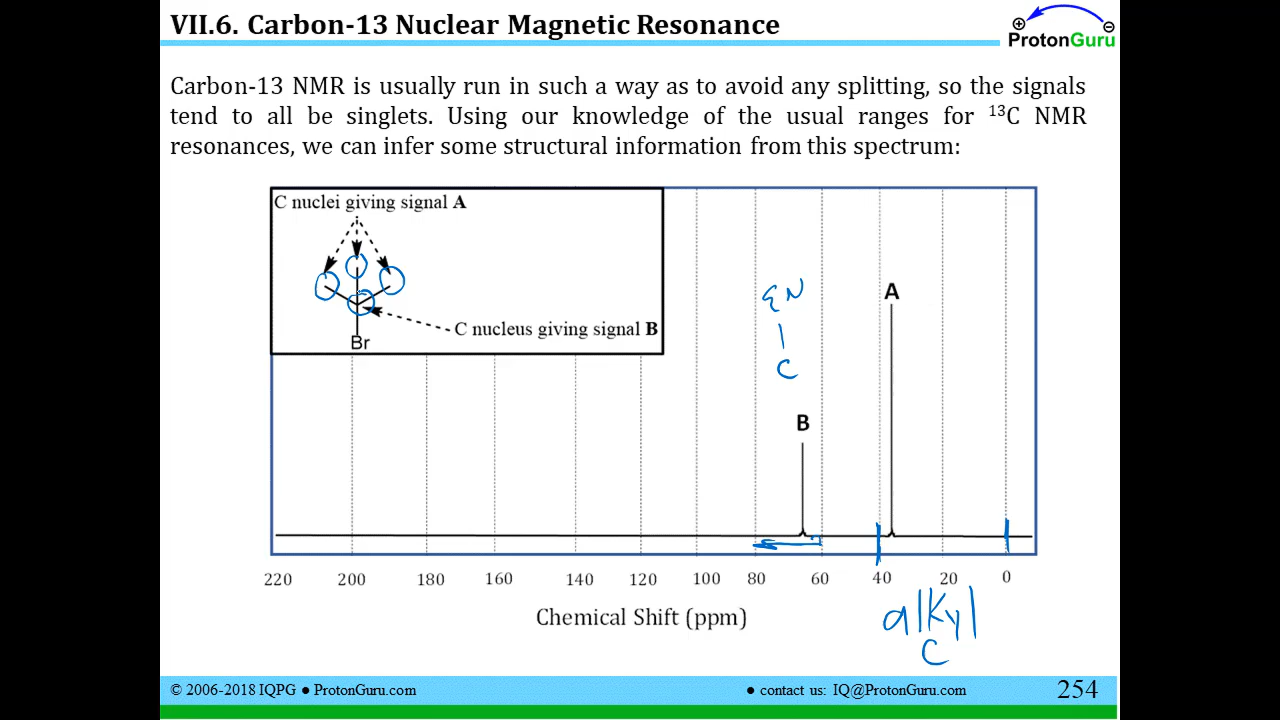 VII.6. Carbon-13 Nuclear Magnetic Resonance
ProtonGuru
Carbon-13 NMR is usually run in such a way as to avoid any splitting, so the signals
tend to all be singlets. Using our knowledge of the usual ranges for ¹³C NMR
resonances, we can infer some structural information from this spectrum:
C nuclei giving signal A
C nucleus giving signal B
Br
EN
C
A
B
220 200 180 160 140 120 100 80 60 40 20 0
Chemical Shift (ppm)
alkyl
C
© 2006-2018 IQPG ● ProtonGuru.com
● contact us: IQ@ProtonGuru.com
254